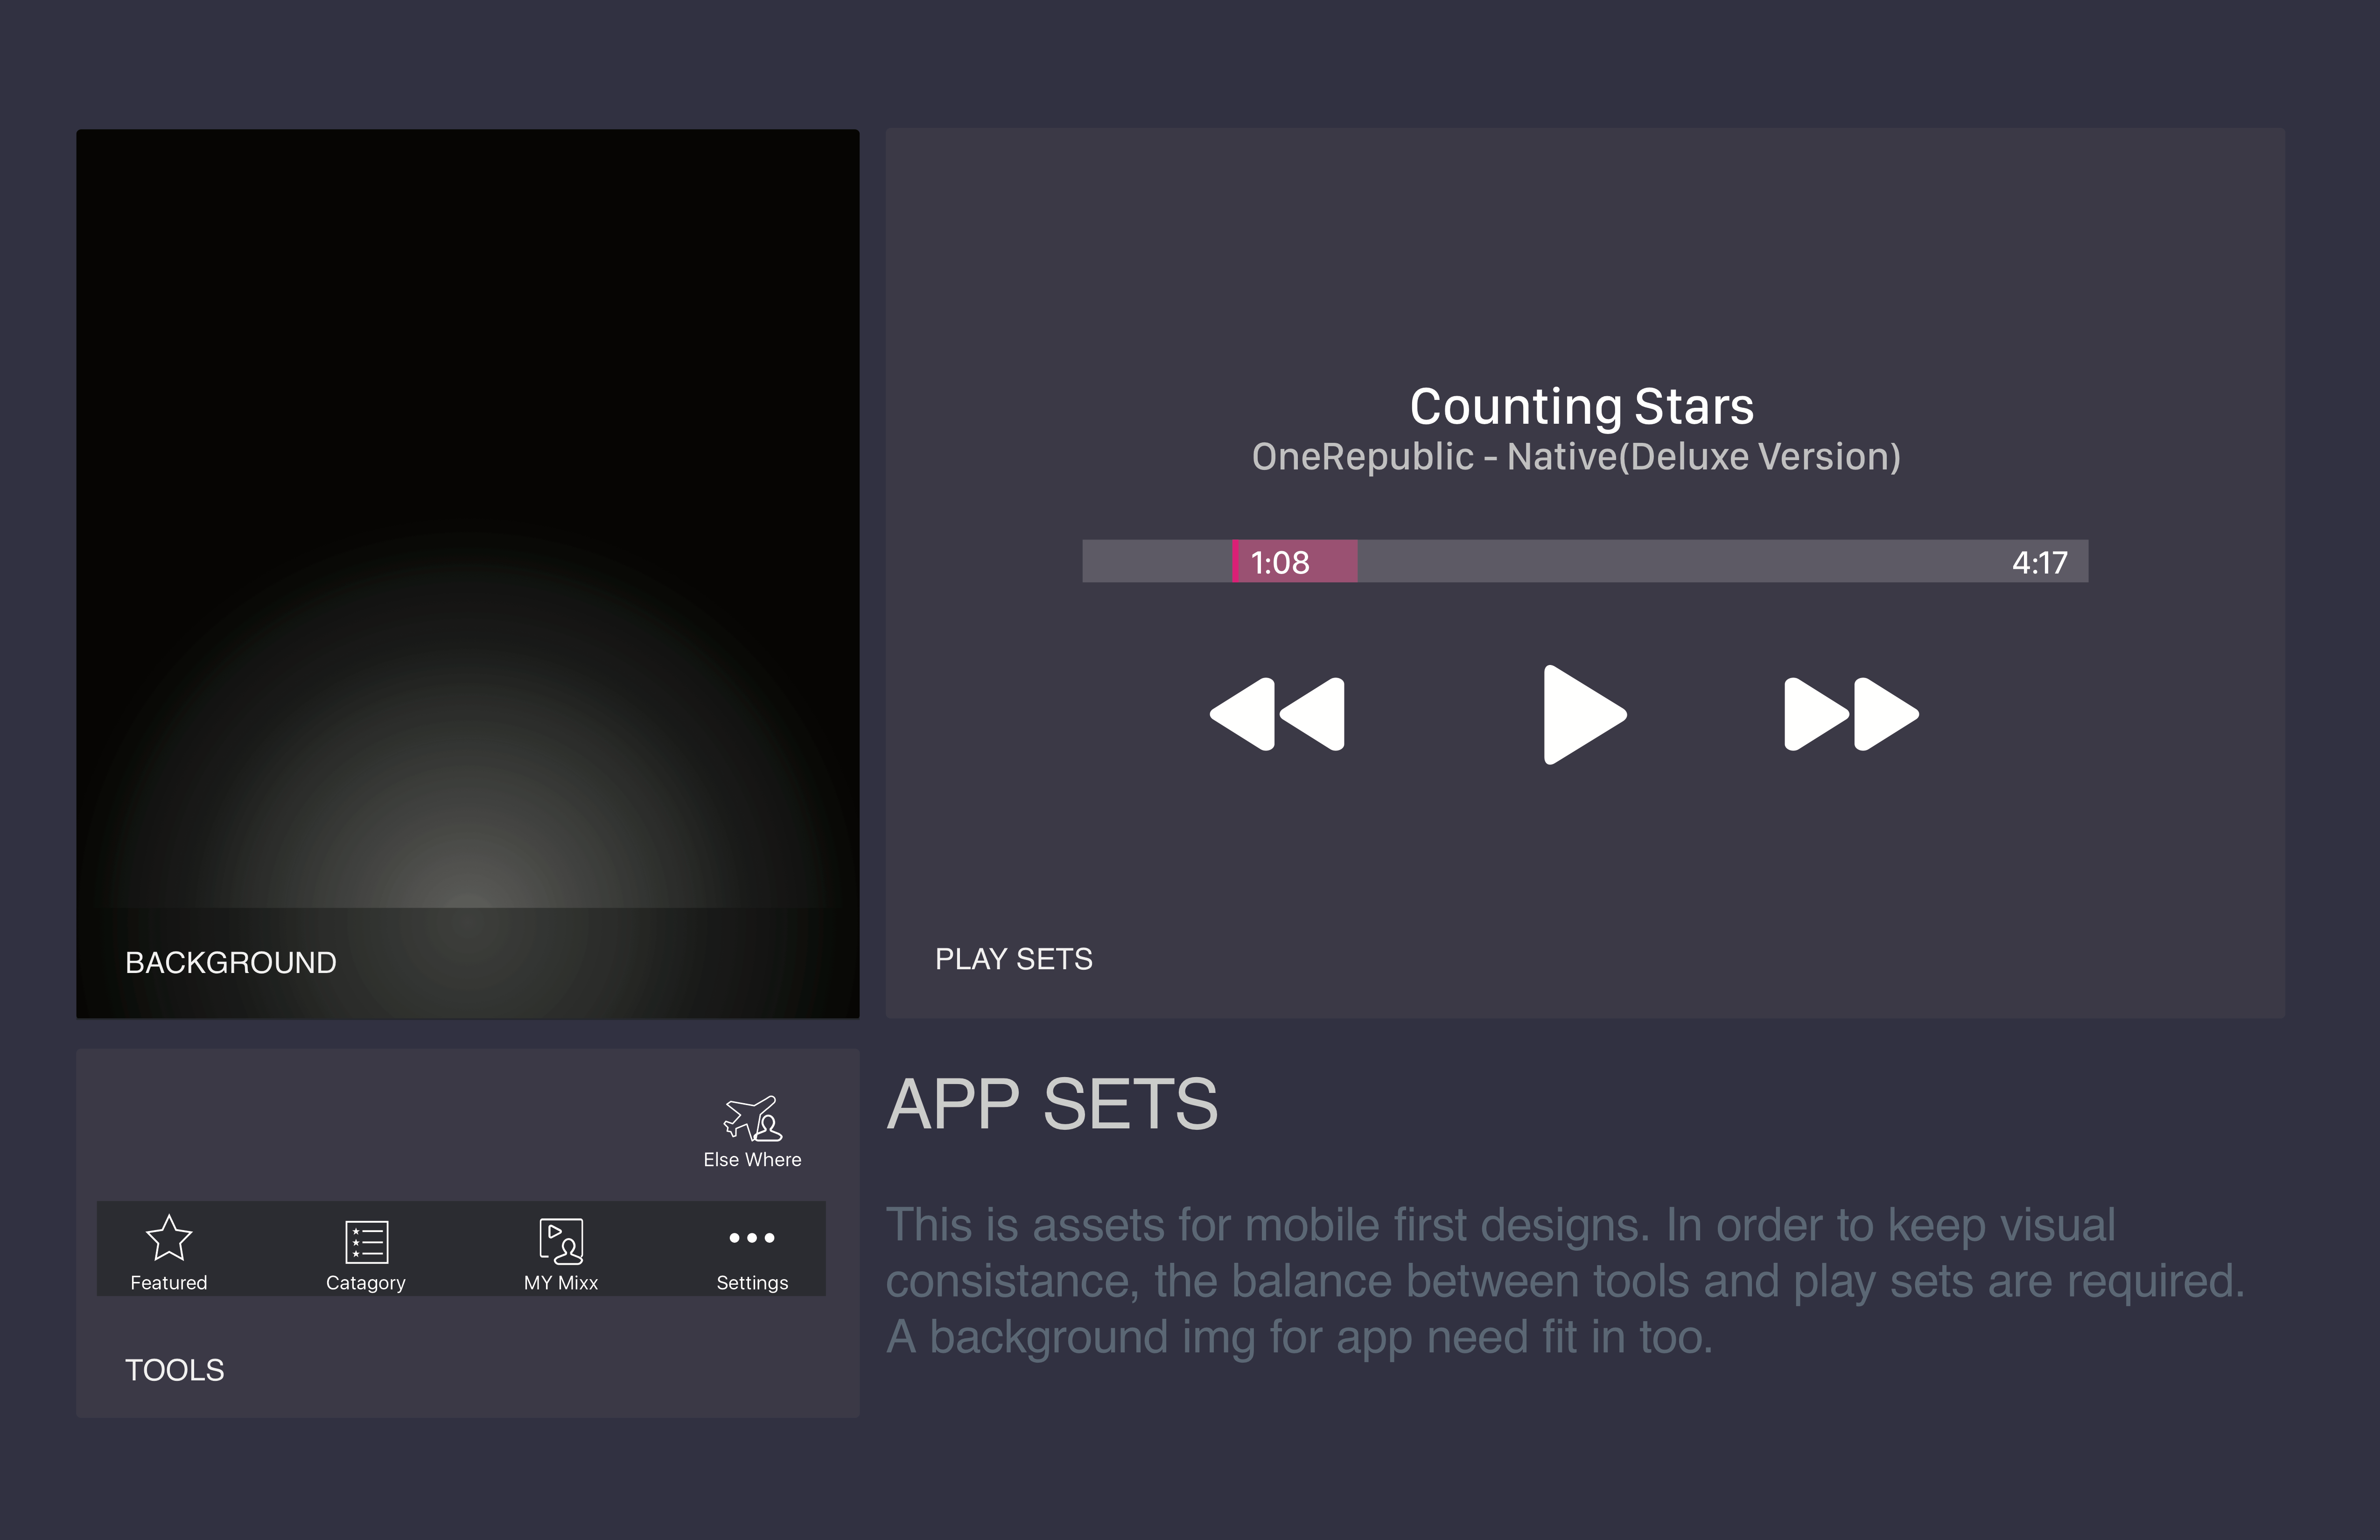 Counting Stars
OneRepublic - Native(Deluxe Version)
1:08 4:17
BACKGROUND
PLAY SETS
Else Where
Featured Catagory MY Mixx Settings
TOOLS
APP SETS
This is assets for mobile first designs. In order to keep visual
consistance, the balance between tools and play sets are required.
A background img for app need fit in too.